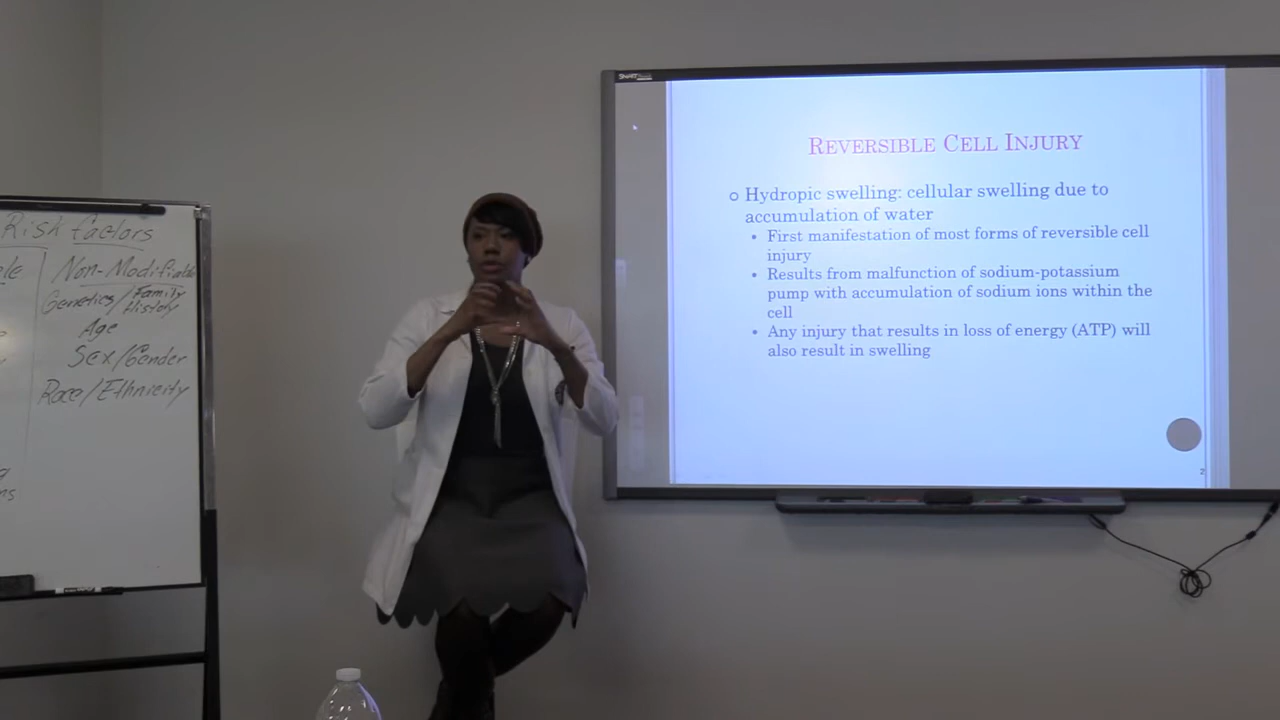 Risk factors
Non-Modifiable
Genetics/Family
History
Age
Sex/Gender
Race/Ethnicity
SMART
REVERSIBLE CELL INJURY
Hydropic swelling: cellular swelling due to
accumulation of water
• First manifestation of most forms of reversible cell
injury
• Results from malfunction of sodium-potassium
pump with accumulation of sodium ions within the
cell
• Any injury that results in loss of energy (ATP) will
also result in swelling
2